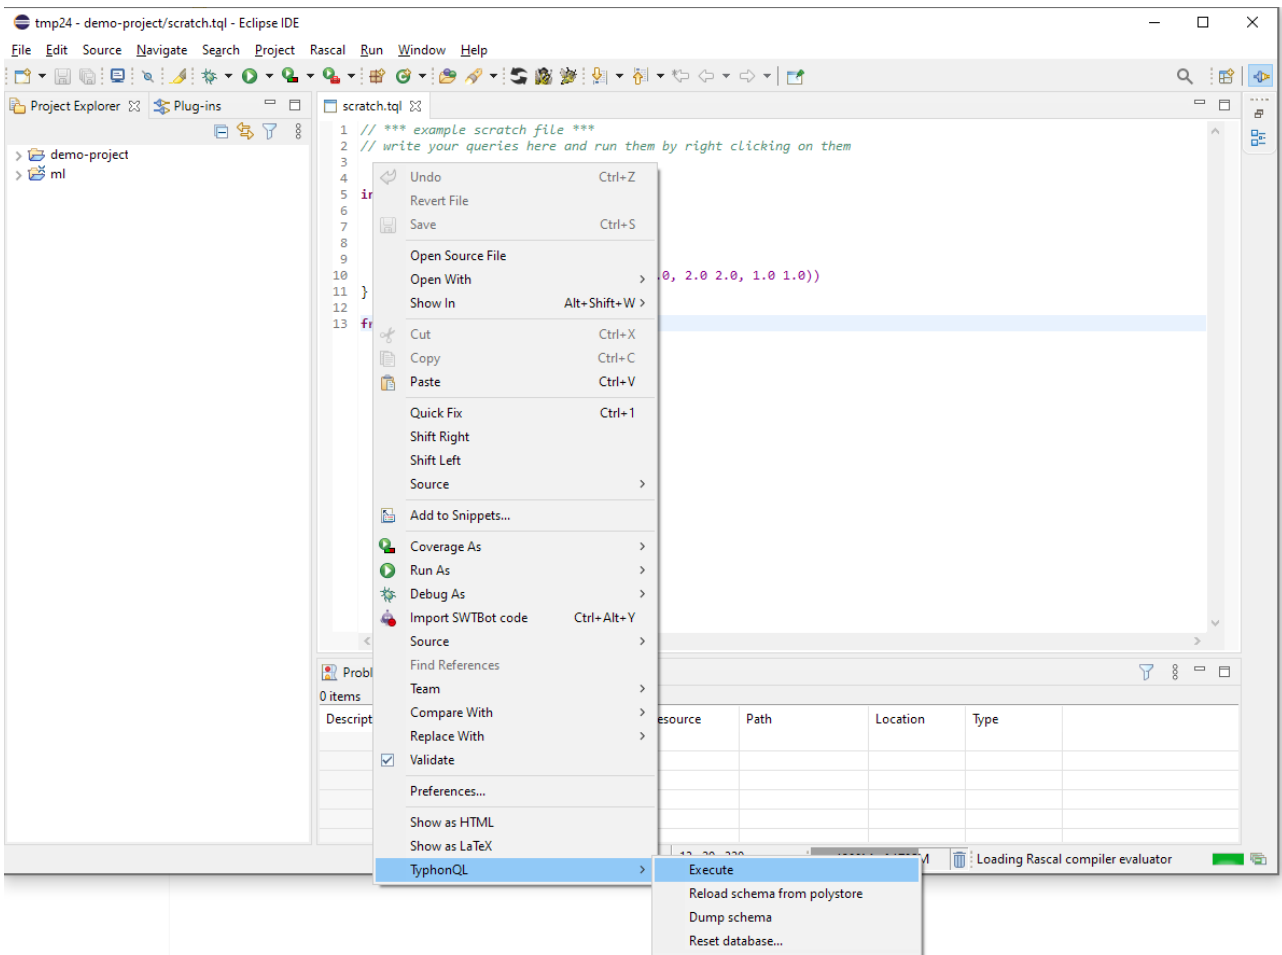 tmp24 - demo-project/scratch.tql - Eclipse IDE
File Edit Source Navigate Search Project Rascal Run Window Help
Project Explorer Plug-ins
scratch.tql
demo-project
ml
1 // *** example scratch file ***
2 // write your queries here and run them by right clicking on them
3
4
5
6
7
8
9
10 2.0 2.0, 1.0 1.0))
11 }
12
13
Undo Ctrl+Z
Revert File
Save Ctrl+S
Open Source File
Open With
Show In Alt+Shift+W
Cut Ctrl+X
Copy Ctrl+C
Paste Ctrl+V
Quick Fix Ctrl+1
Shift Right
Shift Left
Source
Add to Snippets...
Coverage As
Run As
Debug As
Import SWTBot code Ctrl+Alt+Y
Source
Find References
Team
Compare With
Replace With
Validate
Preferences...
Show as HTML
Show as LaTeX
TyphonQL
Execute
Reload schema from polystore
Dump schema
Reset database...
0 items
Path Location Type
Loading Rascal compiler evaluator